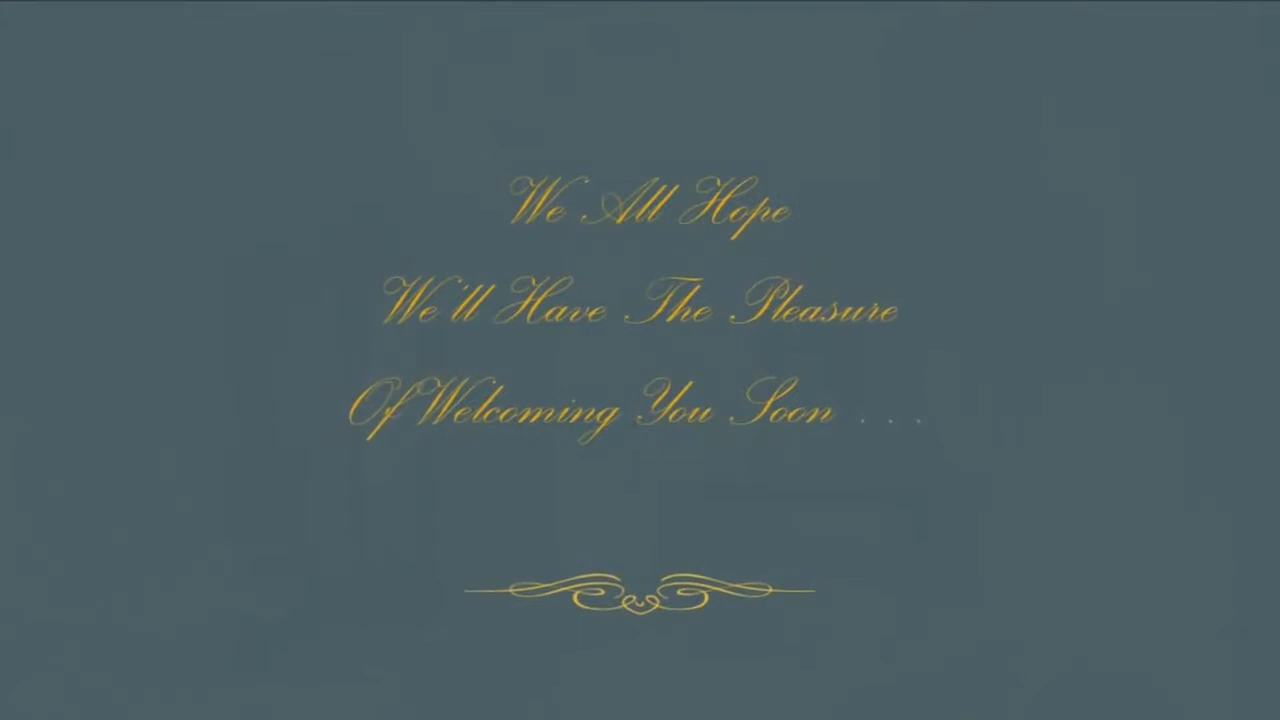 We All Hope
We'll Have The Pleasure
Of Welcoming You Soon . . .